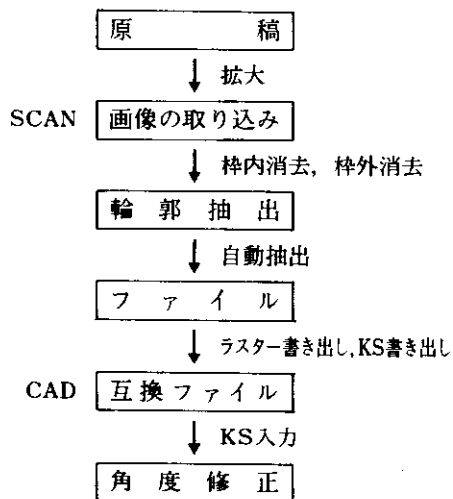 原稿
拡大
SCAN 画像の取り込み
枠内消去, 枠外消去
輪郭抽出
自動抽出
ファイル
ラスター書き出し, KS書き出し
CAD 互換ファイル
KS入力
角度修正